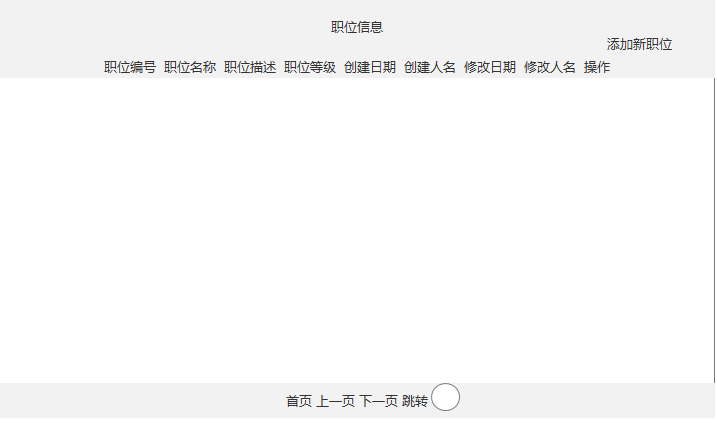 职位信息
添加新职位
职位编号 职位名称 职位描述 职位等级 创建日期 创建人名 修改日期 修改人名 操作
首页 上一页 下一页 跳转